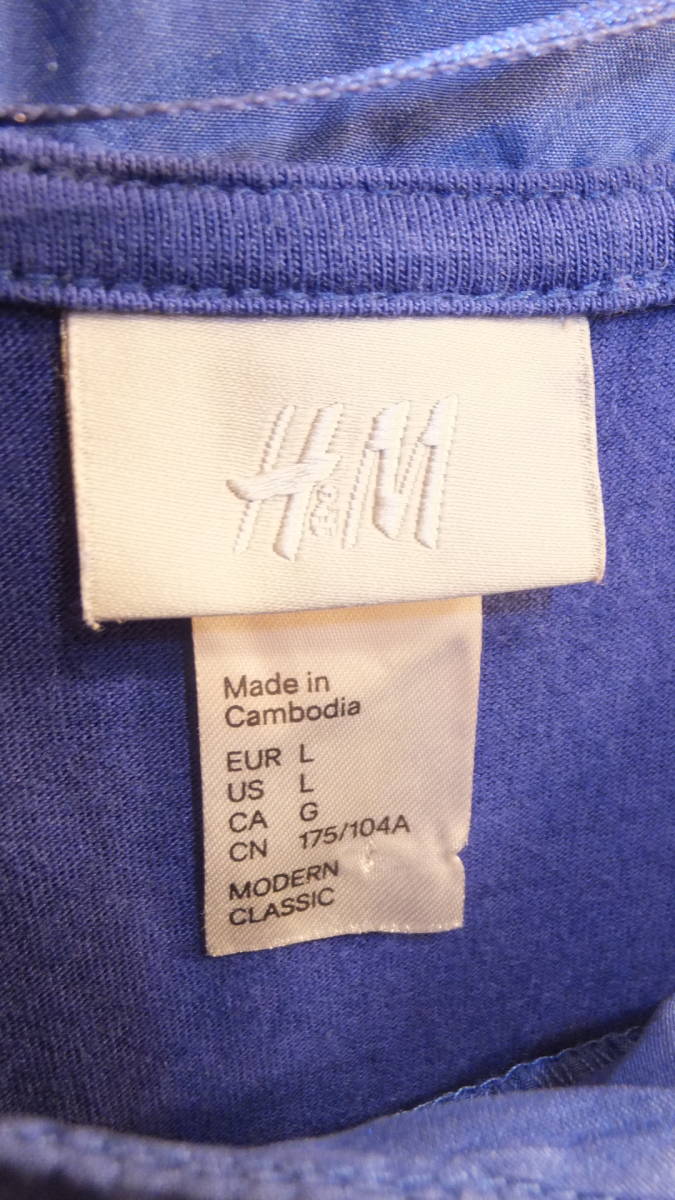 H&M
Made in
Cambodia
EUR L
US L
CA G
CN 175/104A
MODERN
CLASSIC